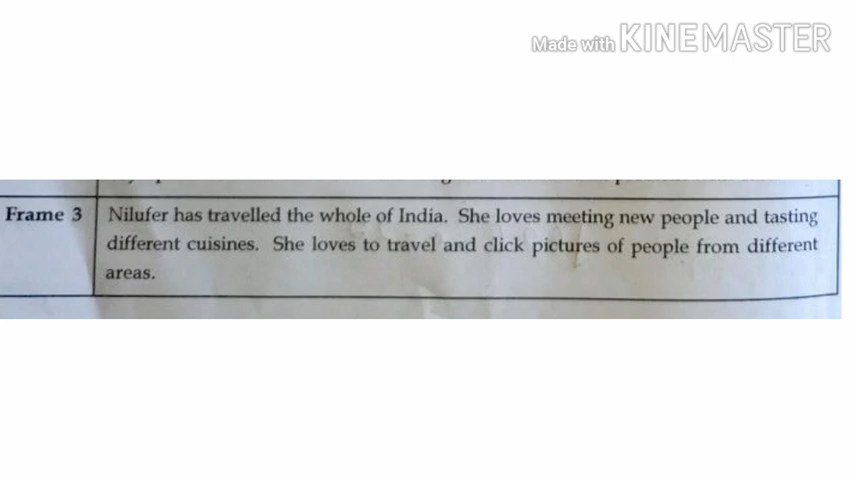 Made with KINEMASTER
Frame 3 Nilufer has travelled the whole of India. She loves meeting new people and tasting
different cuisines. She loves to travel and click pictures of people from different
areas.